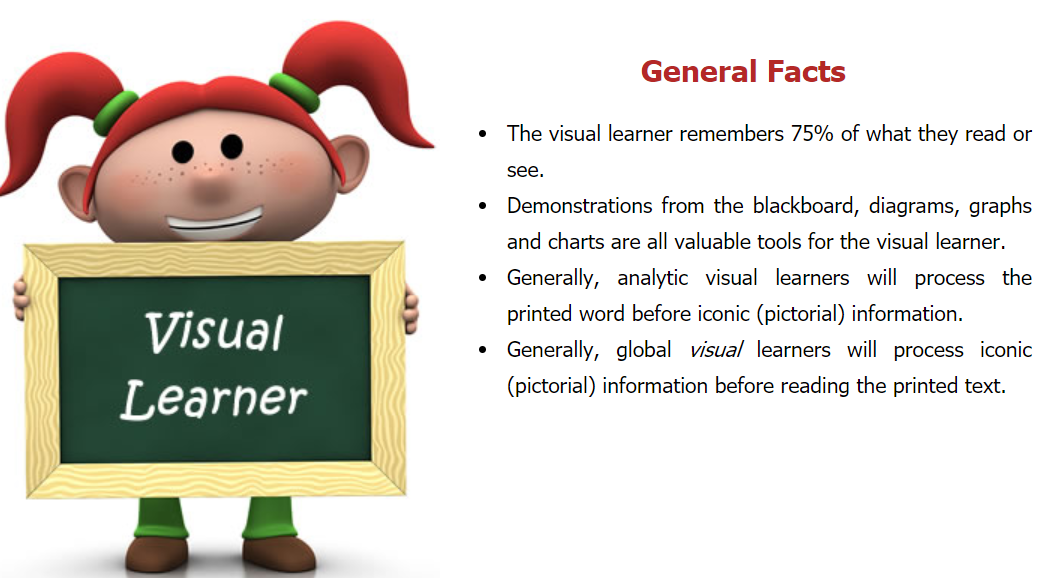 Visual
Learner
General Facts
• The visual learner remembers 75% of what they read or
see.
• Demonstrations from the blackboard, diagrams, graphs
and charts are all valuable tools for the visual learner.
• Generally, analytic visual learners will process the
printed word before iconic (pictorial) information.
• Generally, global visual learners will process iconic
(pictorial) information before reading the printed text.